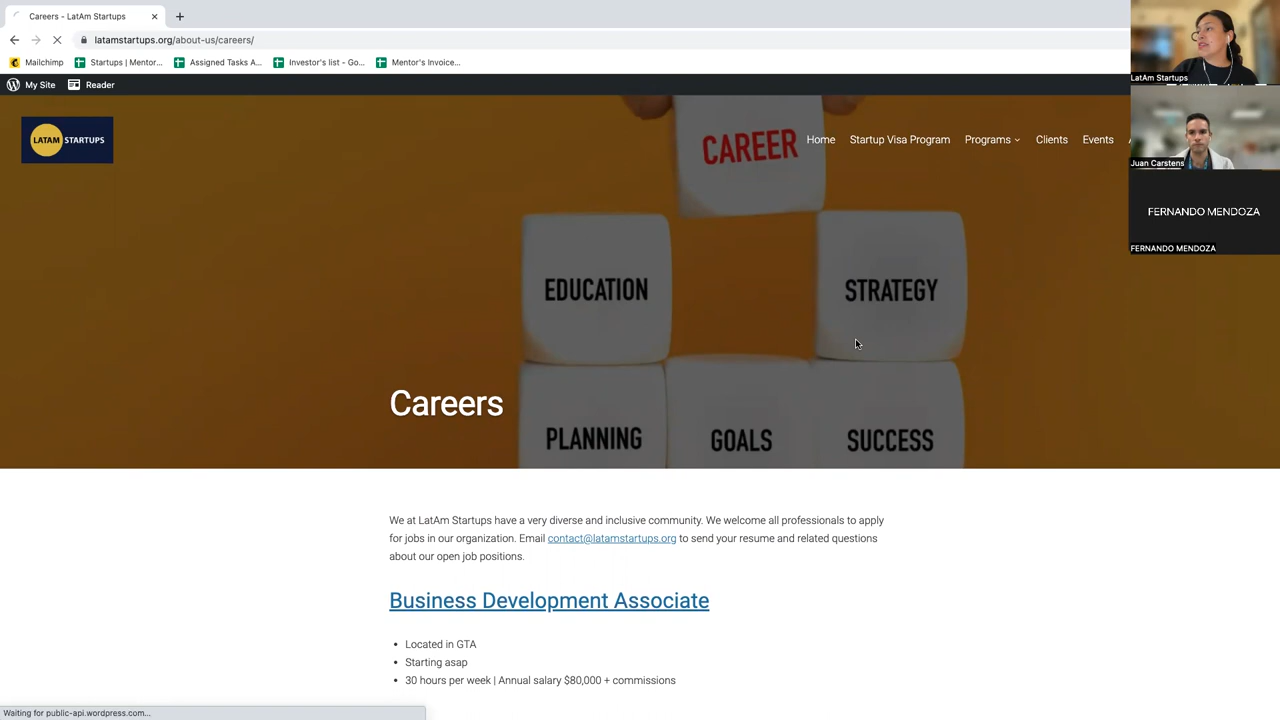 Careers - LatAm Startups
latamstartups.org/about-us/careers/
Mailchimp
Startups | Mentor...
Assigned Tasks A...
Investor's list - Go...
Mentor's Invoice...
My Site
Reader
LATAM STARTUPS
Home
Startup Visa Program
Programs
Clients
Events
CAREER
EDUCATION
STRATEGY
PLANNING
GOALS
SUCCESS
Careers
We at LatAm Startups have a very diverse and inclusive community. We welcome all professionals to apply
for jobs in our organization. Email contact@latamstartups.org to send your resume and related questions
about our open job positions.
Business Development Associate
• Located in GTA
• Starting asap
• 30 hours per week | Annual salary $80,000 + commissions
Waiting for public-api.wordpress.com...
LatAm Startups
Juan Carstens
FERNANDO MENDOZA
FERNANDO MENDOZA